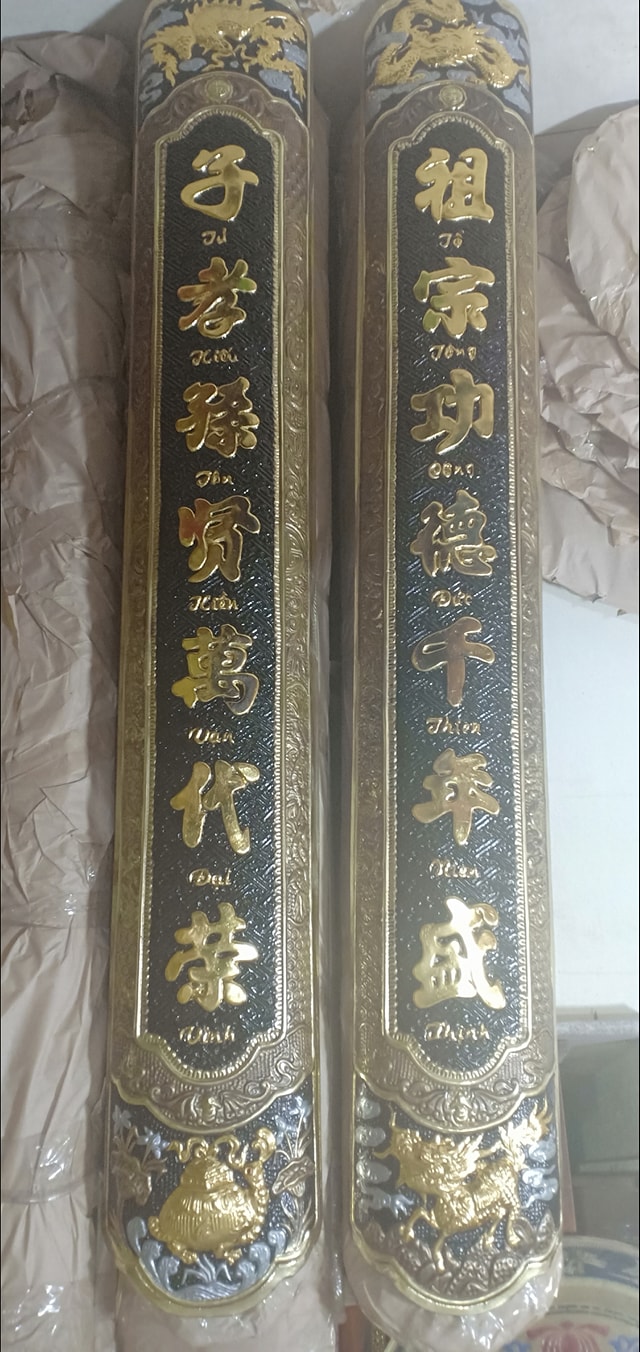 祖
Tổ
宗
Tông
功
Công
德
Đức
千
Thiên
年
Niên
盛
Thịnh
子
Tử
孝
Hiếu
孫
Tôn
贤
Hiền
萬
Vạn
代
Đại
荣
Vinh